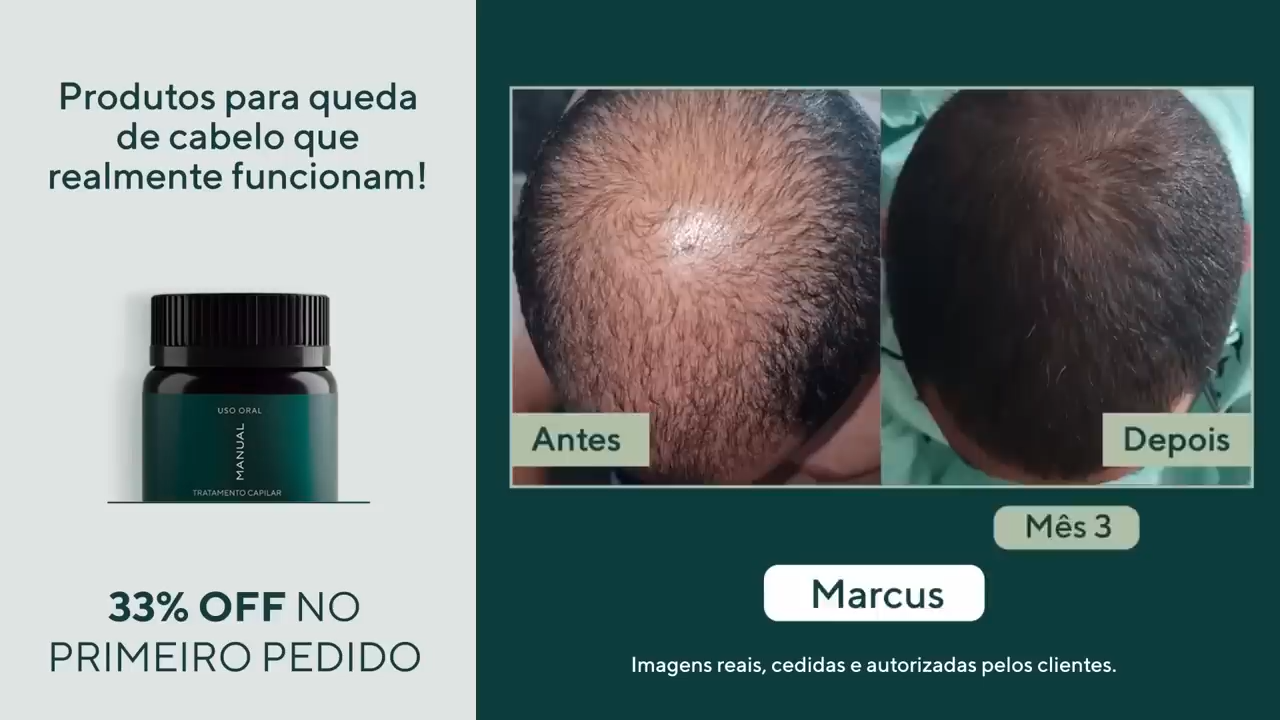 Produtos para queda
de cabelo que
realmente funcionam!
USO ORAL
MANUAL
TRATAMENTO CAPILAR
33% OFF NO
PRIMEIRO PEDIDO
Antes
Depois
Mês 3
Marcus
Imagens reais, cedidas e autorizadas pelos clientes.